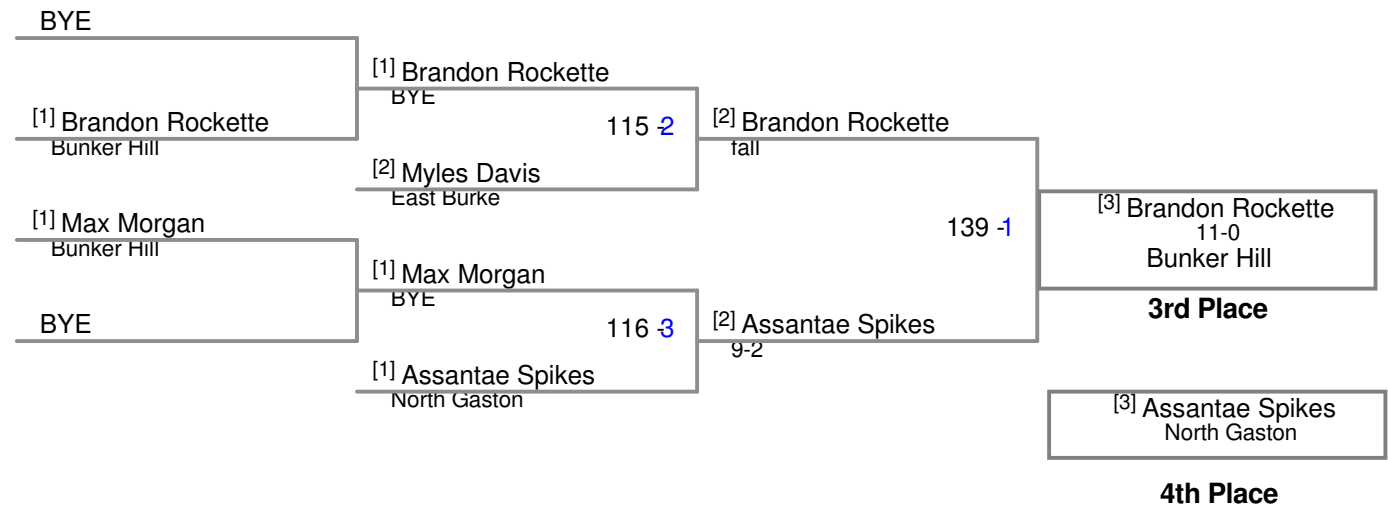 BYE
[1] Brandon Rockette
BYE
[1] Brandon Rockette
Bunker Hill
115 -2
[2] Brandon Rockette
fall
[2] Myles Davis
East Burke
[1] Max Morgan
Bunker Hill
139 -1
[3] Brandon Rockette
11-0
Bunker Hill
3rd Place
[1] Max Morgan
BYE
BYE
116 -3
[2] Assantae Spikes
9-2
[1] Assantae Spikes
North Gaston
[3] Assantae Spikes
North Gaston
4th Place